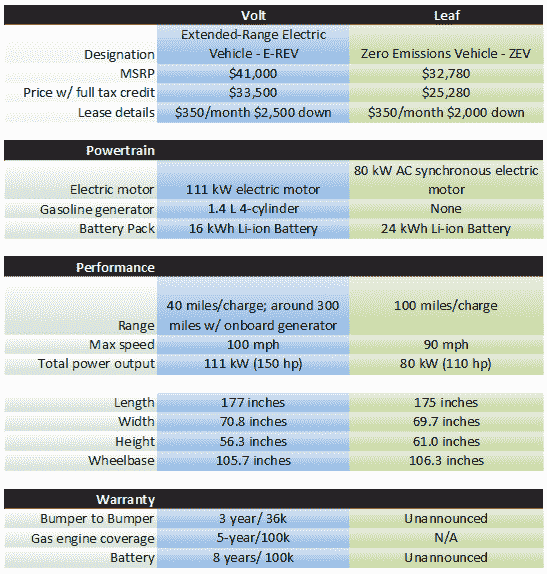 Volt Leaf
Extended-Range Electric
Designation Vehicle - E-REV Zero Emissions Vehicle - ZEV
MSRP $41,000 $32,780
Price w/ full tax credit $33,500 $25,280
Lease details $350/month $2,500 down $350/month $2,000 down
Powertrain
80 kW AC synchronous electric
Electric motor 111 kW electric motor motor
Gasoline generator 1.4 L 4-cylinder None
Battery Pack 16 kWh Li-ion Battery 24 kWh Li-ion Battery
Performance
40 miles/charge; around 300 100 miles/charge
Range miles w/ onboard generator
Max speed 100 mph 90 mph
Total power output 111 kW (150 hp) 80 kW (110 hp)
Length 177 inches 175 inches
Width 70.8 inches 69.7 inches
Height 56.3 inches 61.0 inches
Wheelbase 105.7 inches 106.3 inches
Warranty
Bumper to Bumper 3 year/ 36k Unannounced
Gas engine coverage 5-year/100k N/A
Battery 8 years/ 100k Unannounced